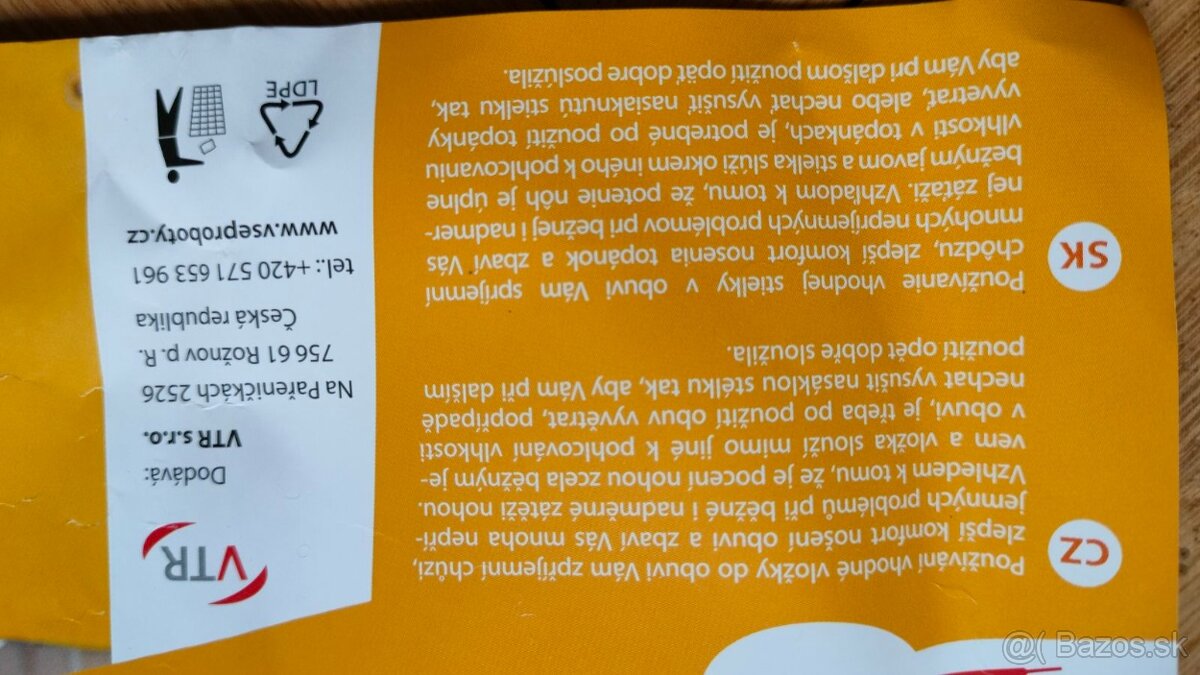 CZ
Používání vhodné vložky do obuvi Vám zpříjemní chůzi,
zlepší komfort nošení obuvi a zbaví Vás mnoha nepří-
jemných problémů při běžné i nadměrné zátěži nohou.
Vzhledem k tomu, že je pocení nohou zcela běžným je-
vem a vložka slouží mimo jiné k pohlcování vlhkosti
v obuvi, je třeba po použití obuv vyvětrat, popřípadě
nechat vysušit nasáklou stélku tak, aby Vám při dalším
použití opět dobře sloužila.
SK
Používanie vhodnej stielky v obuvi Vám spríjemní
chôdzu, zlepší komfort nosenia topánok a zbaví Vás
mnohých nepríjemných problémov pri bežnej i nadmer-
nej záťaži. Vzhľadom k tomu, že potenie nôh je úplne
bežným javom a stielka slúži okrem iného k pohlcovaniu
vlhkosti v topánkach, je potrebné po použití topánky
vyvetrať, alebo nechať vysušiť nasiaknutú stielku tak,
aby Vám pri ďalšom použití opäť dobre poslúžila.
VTR
Dodává:
VTR s.r.o.
Na Pařeničkách 2526
756 61 Rožnov p. R.
Česká republika
tel.: +420 571 653 961
www.vseproboty.cz
LDPE
@( Bazos.sk